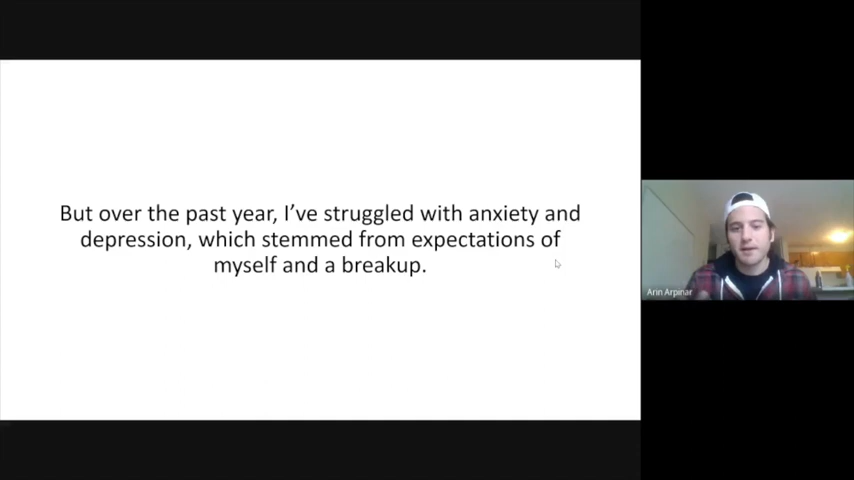 But over the past year, I’ve struggled with anxiety and
depression, which stemmed from expectations of
myself and a breakup.
Arin Arpinar